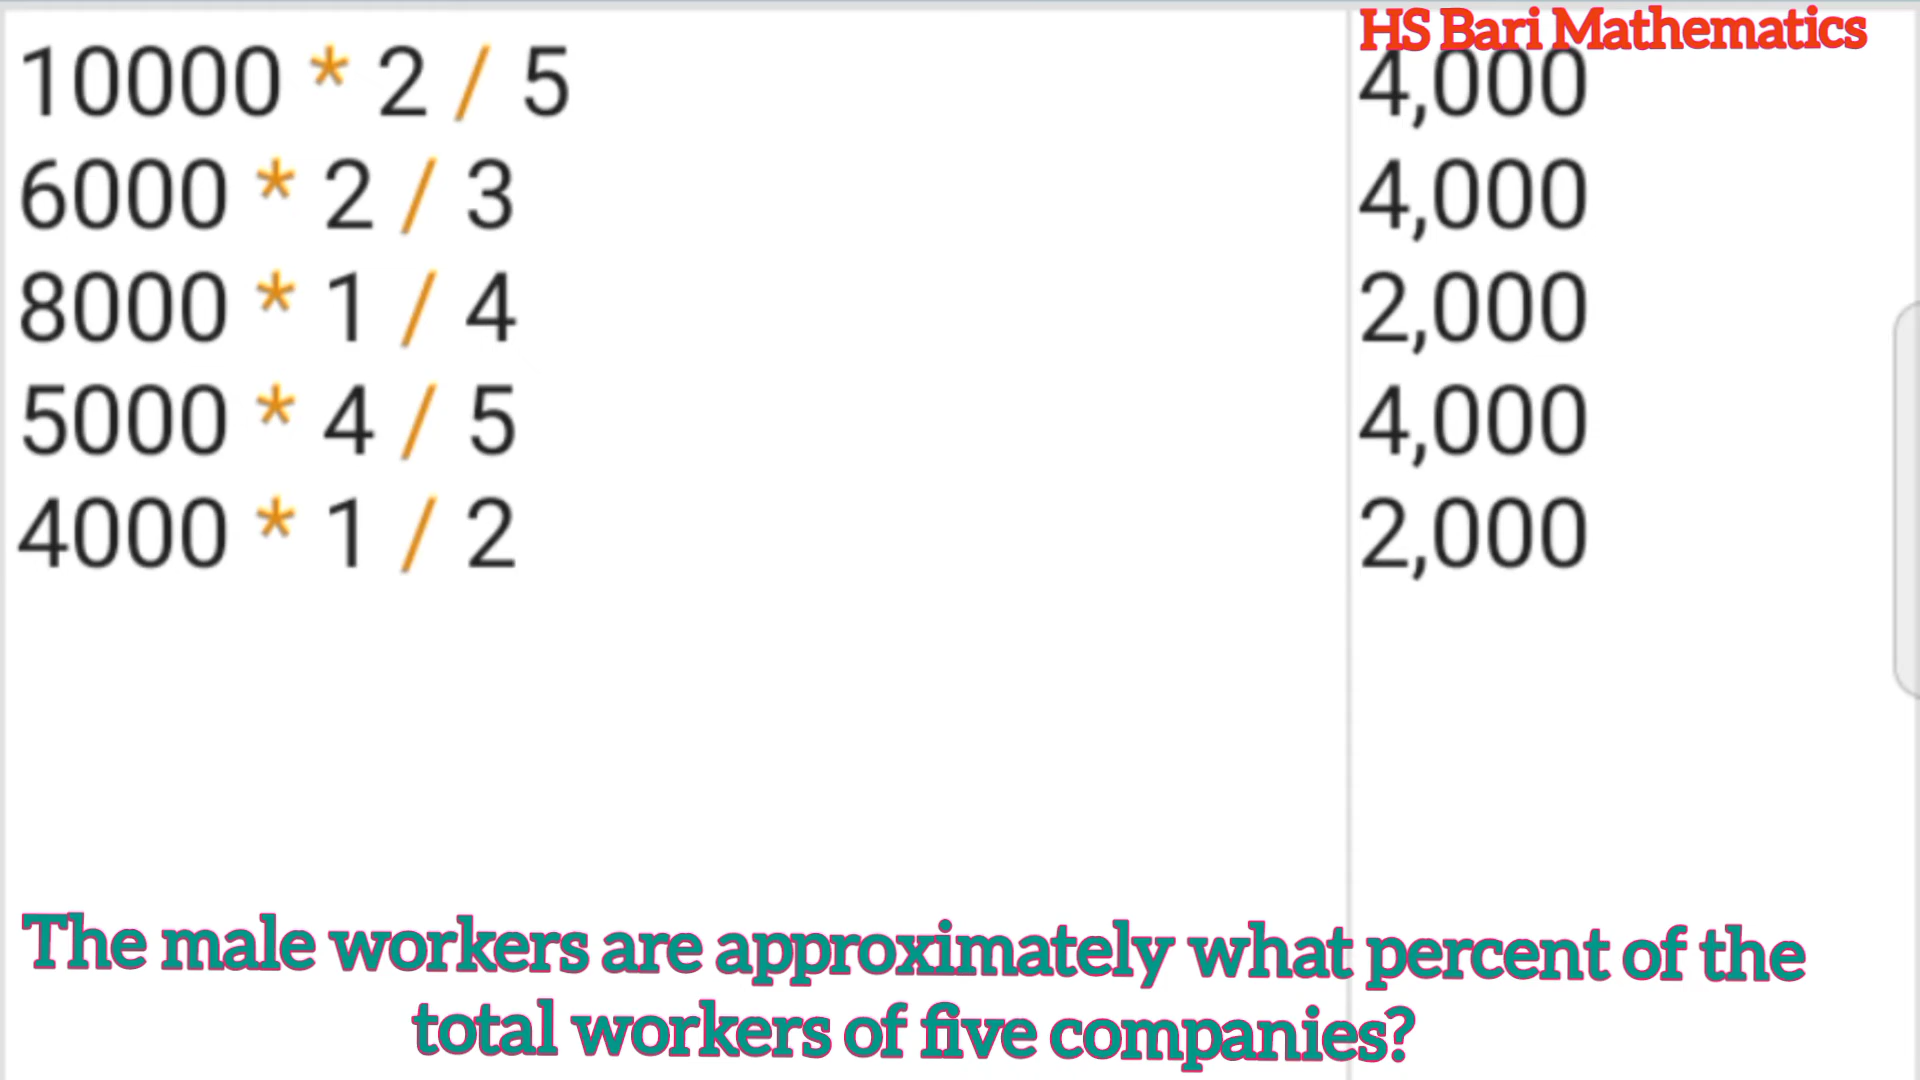 HS Bari Mathematics
10000 * 2 / 5 4,000
6000 * 2 / 3 4,000
8000 * 1 / 4 2,000
5000 * 4 / 5 4,000
4000 * 1 / 2 2,000
The male workers are approximately what percent of the
total workers of five companies?